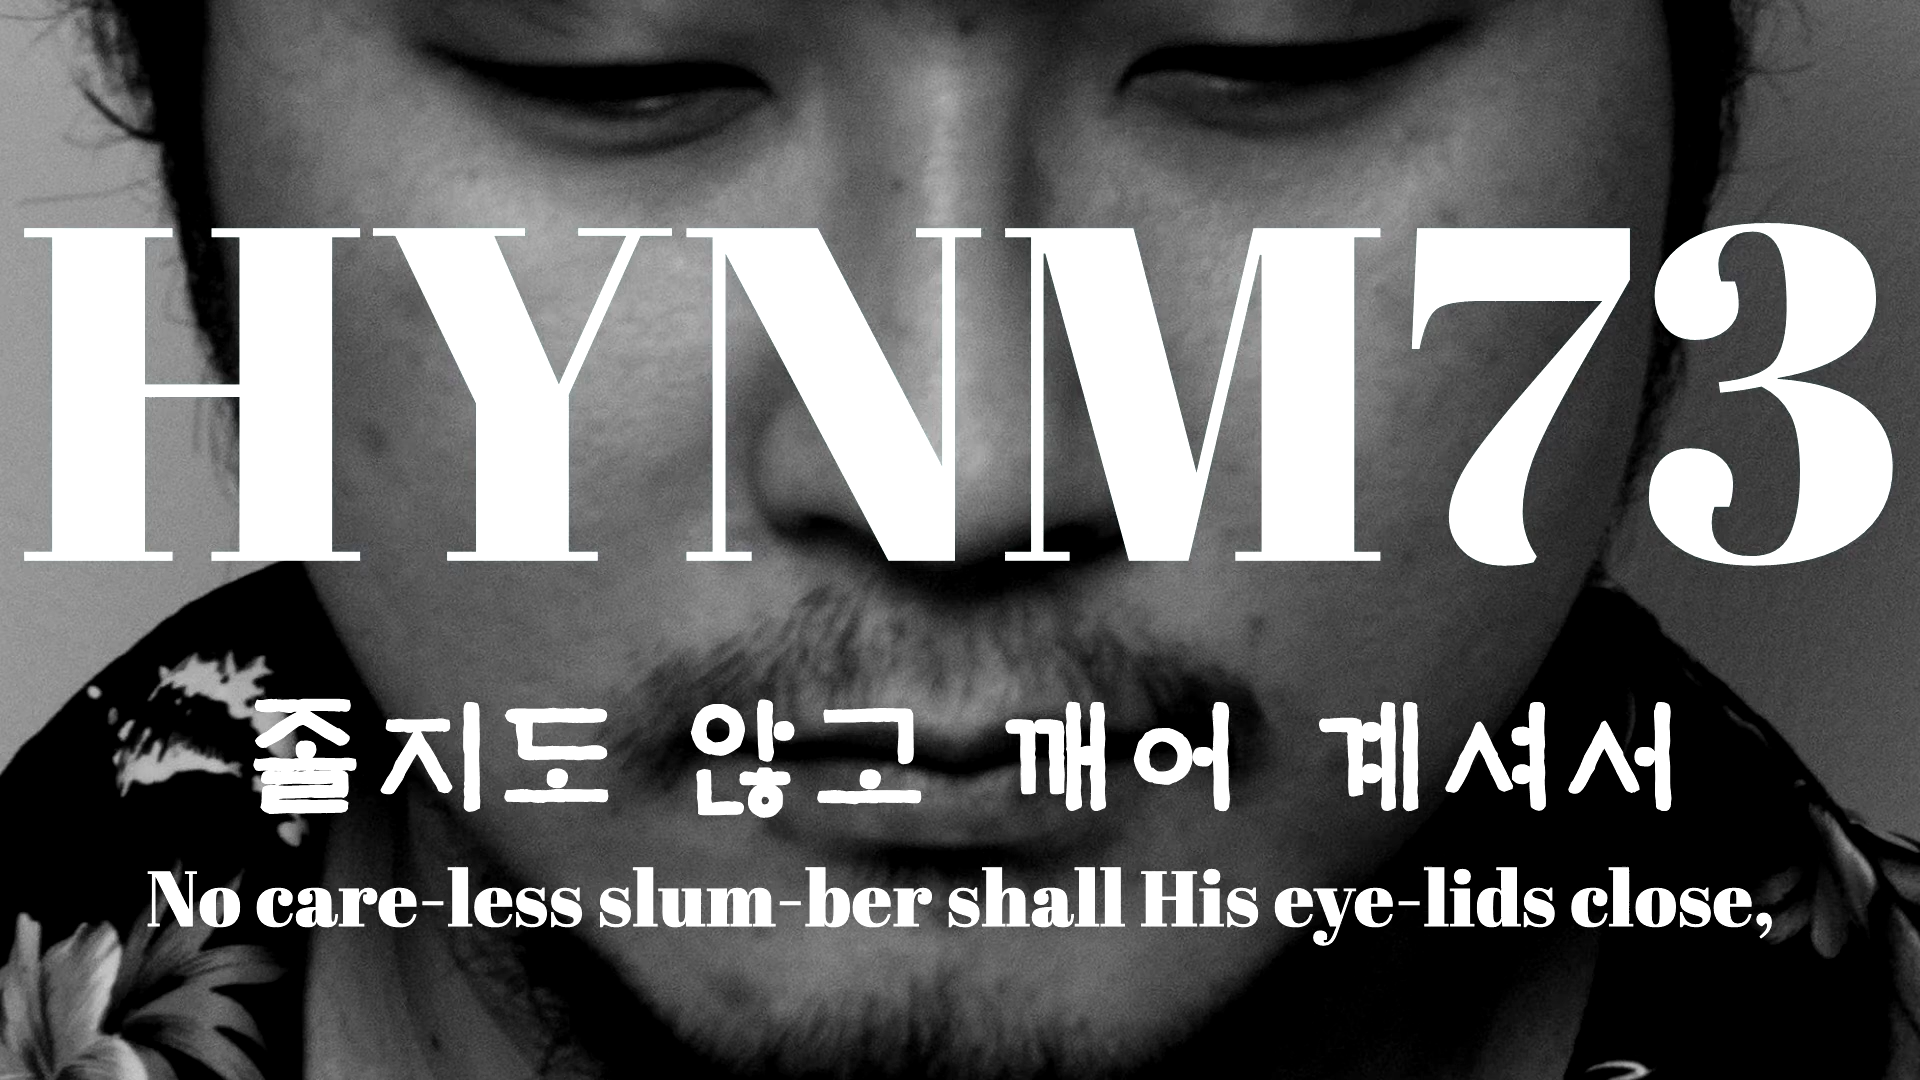 HYNM73
졸지도 않고 깨어 계셔서
No care-less slum-ber shall His eye-lids close,